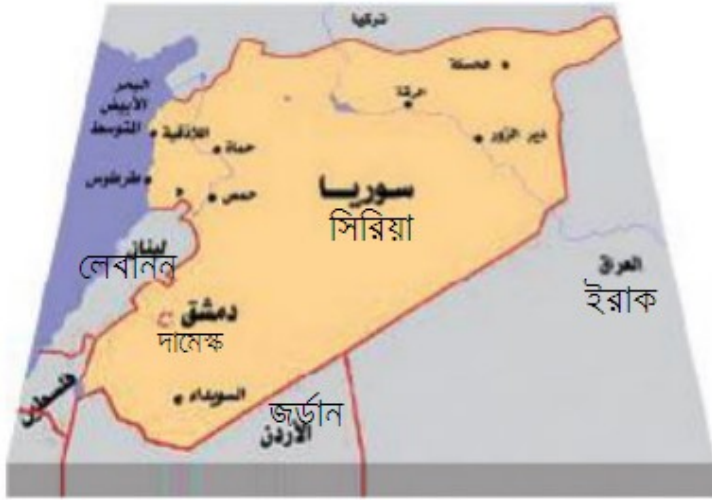 تركيا
الحسكة
البحر
الأبيض
المتوسط
الرقة
اللاذقية
حماة
دير الزور
طرطوس
حمص
سوريا
সিরিয়া
لبنان
লেবানন
العراق
ইরাক
دمشق
দামেস্ক
فلسطين
السويداء
জর্ডান
الأردن